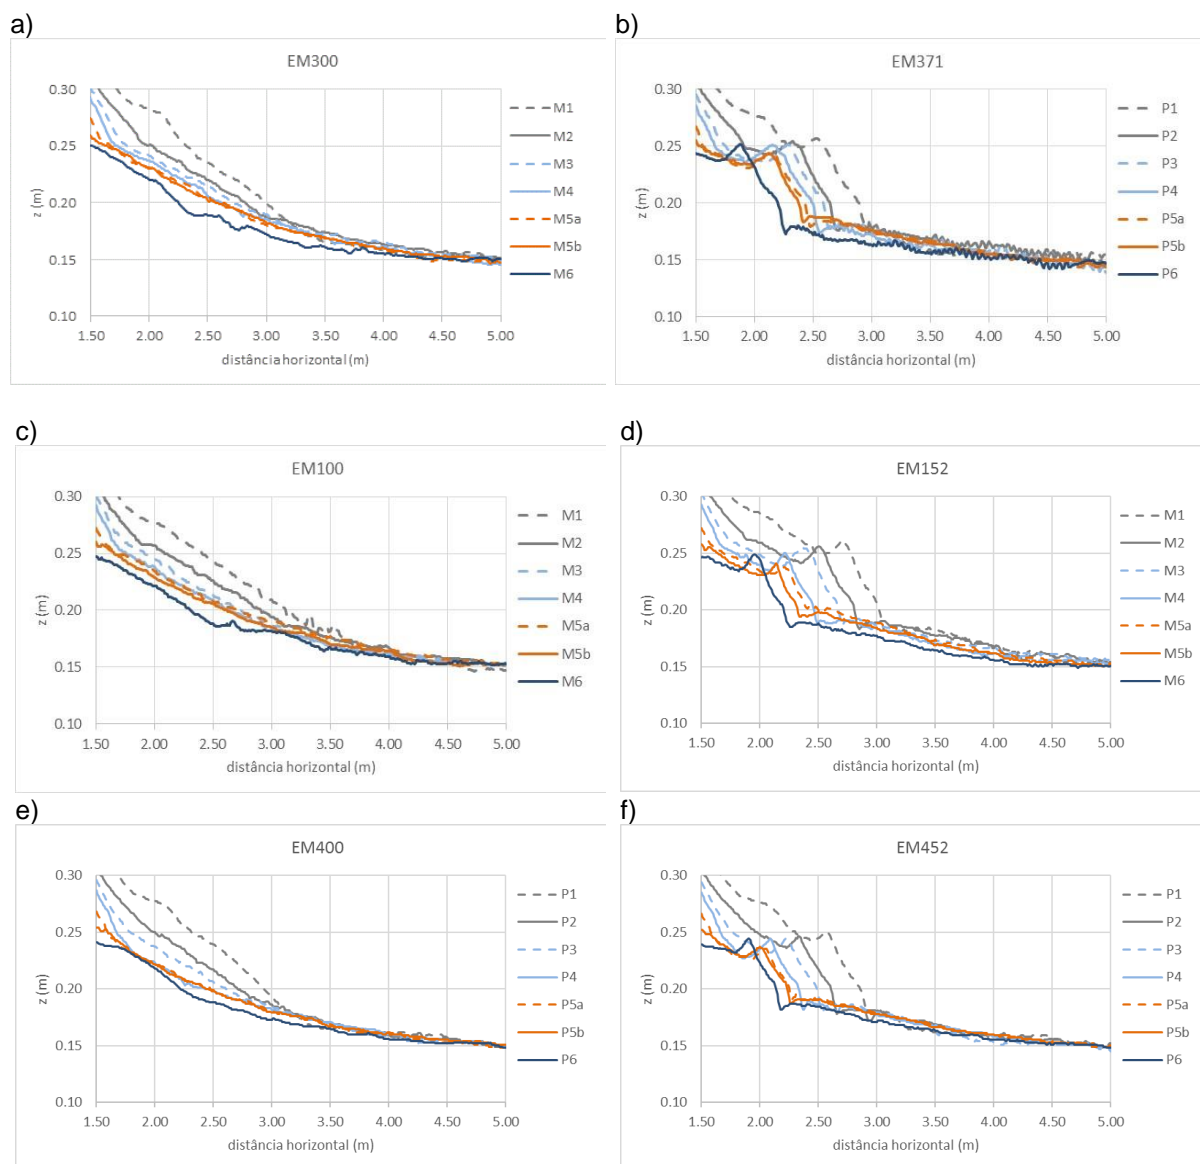 a)
EM300
0.30
0.25
0.20
0.15
0.10
z (m)
1.50 2.00 2.50 3.00 3.50 4.00 4.50 5.00
distância horizontal (m)
M1
M2
M3
M4
M5a
M5b
M6
b)
EM371
0.30
0.25
0.20
0.15
0.10
z (m)
1.50 2.00 2.50 3.00 3.50 4.00 4.50 5.00
distância horizontal (m)
P1
P2
P3
P4
P5a
P5b
P6
c)
EM100
0.30
0.25
0.20
0.15
0.10
z (m)
1.50 2.00 2.50 3.00 3.50 4.00 4.50 5.00
distância horizontal (m)
M1
M2
M3
M4
M5a
M5b
M6
d)
EM152
0.30
0.25
0.20
0.15
0.10
z (m)
1.50 2.00 2.50 3.00 3.50 4.00 4.50 5.00
distância horizontal (m)
M1
M2
M3
M4
M5a
M5b
M6
e)
EM400
0.30
0.25
0.20
0.15
0.10
z (m)
1.50 2.00 2.50 3.00 3.50 4.00 4.50 5.00
distância horizontal (m)
P1
P2
P3
P4
P5a
P5b
P6
f)
EM452
0.30
0.25
0.20
0.15
0.10
z (m)
1.50 2.00 2.50 3.00 3.50 4.00 4.50 5.00
distância horizontal (m)
P1
P2
P3
P4
P5a
P5b
P6